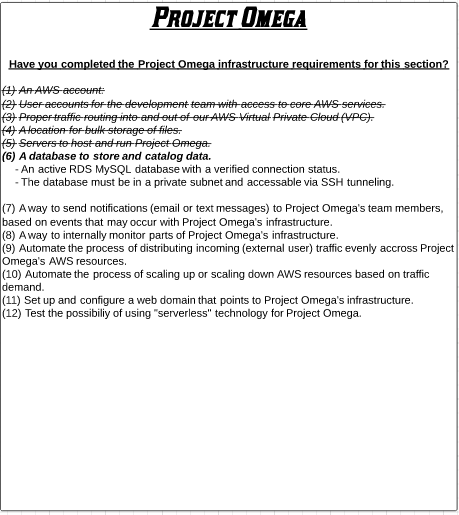 PROJECT OMEGA
Have you completed the Project Omega infrastructure requirements for this section?
(1) An AWS account:
(2) User accounts for the development team with access to core AWS services.
(3) Proper traffic routing into and out of our AWS Virtual Private Cloud (VPC).
(4) A location for bulk storage of files.
(5) Servers to host and run Project Omega.
(6) A database to store and catalog data.
- An active RDS MySQL database with a verified connection status.
- The database must be in a private subnet and accessable via SSH tunneling.
(7) A way to send notifications (email or text messages) to Project Omega's team members,
based on events that may occur with Project Omega's infrastructure.
(8) A way to internally monitor parts of Project Omega's infrastructure.
(9) Automate the process of distributing incoming (external user) traffic evenly accross Project
Omega's AWS resources.
(10) Automate the process of scaling up or scaling down AWS resources based on traffic
demand.
(11) Set up and configure a web domain that points to Project Omega's infrastructure.
(12) Test the possibiliy of using "serverless" technology for Project Omega.